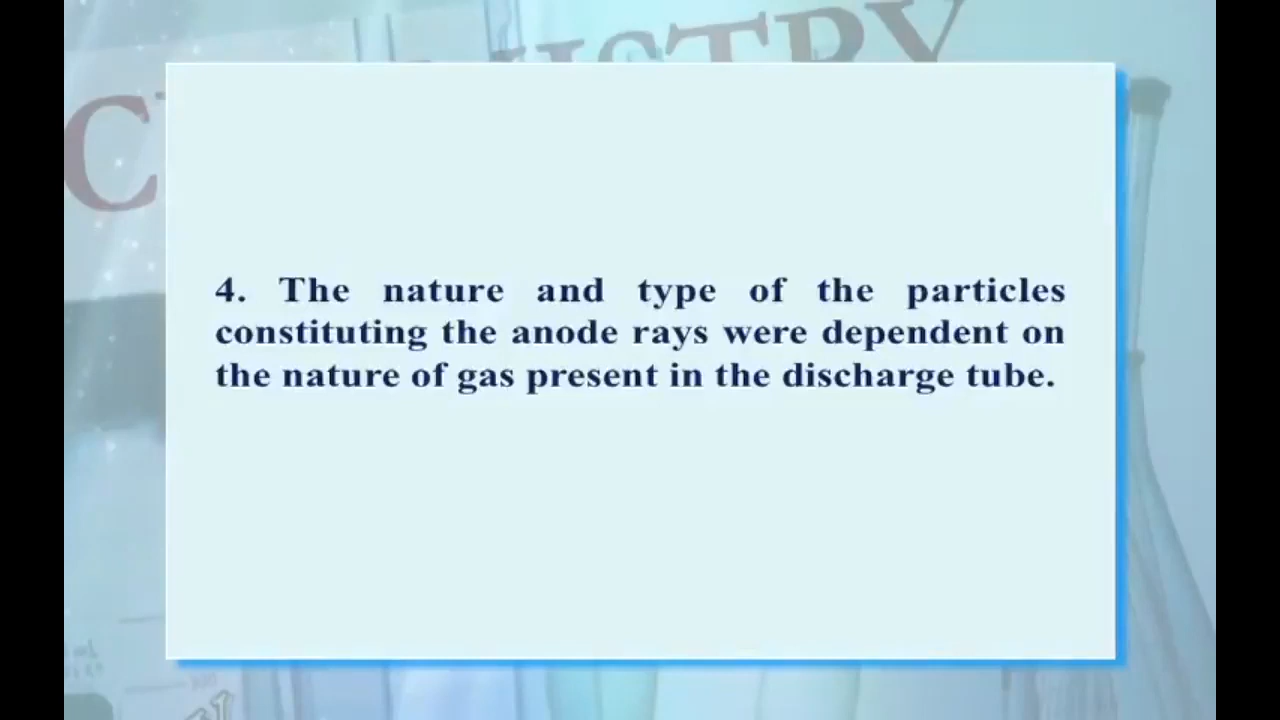 4. The nature and type of the particles
constituting the anode rays were dependent on
the nature of gas present in the discharge tube.